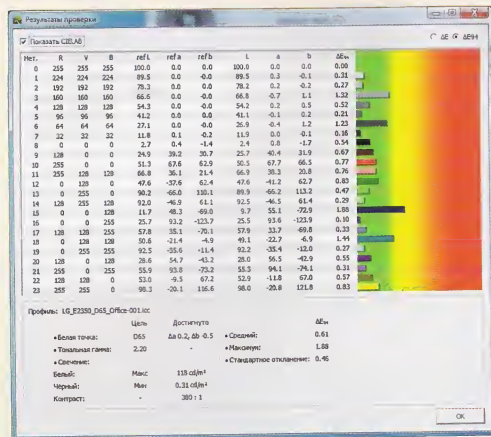 Результаты проверки
Показать CIELAB ΔE ΔE94
Нет. R V B ref L ref a ref b L a b ΔE₉₄
0 255 255 255 100.0 0.0 -0.0 100.0 0.0 0.0 0.00
1 224 224 224 89.5 0.0 -0.0 89.5 0.3 -0.1 0.31
2 192 192 192 78.3 0.0 -0.0 78.2 0.2 -0.2 0.27
3 160 160 160 66.6 0.0 -0.0 66.8 -0.7 1.1 1.32
4 128 128 128 54.3 0.0 -0.0 54.2 0.2 0.5 0.52
5 96 96 96 41.2 0.0 -0.0 41.1 -0.1 0.2 0.21
6 64 64 64 27.1 0.0 -0.0 26.9 -0.4 1.2 1.23
7 32 32 32 11.8 0.1 -0.2 11.9 0.0 -0.1 0.16
8 0 0 0 2.7 0.4 -1.4 2.4 0.8 -1.7 0.54
9 128 0 0 24.9 39.2 30.7 25.7 40.4 31.9 0.67
10 255 0 0 51.3 67.6 62.9 50.5 67.7 66.5 0.77
11 255 128 128 66.8 36.1 21.4 66.9 38.3 20.8 0.76
12 0 128 0 47.6 -37.6 62.4 47.6 -41.2 62.7 0.83
13 0 255 0 90.2 -66.0 110.1 89.9 -66.2 113.2 0.47
14 128 255 128 92.0 -46.9 61.1 92.5 -46.5 61.4 0.29
15 0 0 128 11.7 48.3 -69.0 9.7 55.1 -72.9 1.88
16 0 0 255 25.7 93.2 -123.7 25.5 93.6 -123.9 0.10
17 128 128 255 57.8 35.1 -70.1 57.9 33.7 -69.8 0.33
18 0 128 128 50.6 -21.4 -4.9 49.1 -22.7 -6.9 1.44
19 0 255 255 92.5 -35.6 -11.4 92.2 -35.4 -12.0 0.27
20 128 0 128 28.6 54.7 -43.2 28.0 56.5 -42.9 0.55
21 255 0 255 55.9 93.8 -73.2 55.5 94.1 -74.1 0.31
22 128 128 0 53.0 -9.5 67.2 52.9 -11.8 67.0 0.57
23 255 255 0 98.3 -20.1 116.6 98.0 -20.8 121.8 0.83
Профиль: LG_E2350_D65_Office-001.icc
Цель Достигнуто ΔE₉₄
• Белая точка: D65 Δa 0.2, Δb -0.5 • Средний: 0.61
• Тональная гамма: 2.20 - • Максимум: 1.88
• Свечение: • Стандартное отклонение: 0.46
Белый: Макс 118 cd/m²
Чёрный: Мин 0.31 cd/m²
Контраст: - 380 : 1
OK